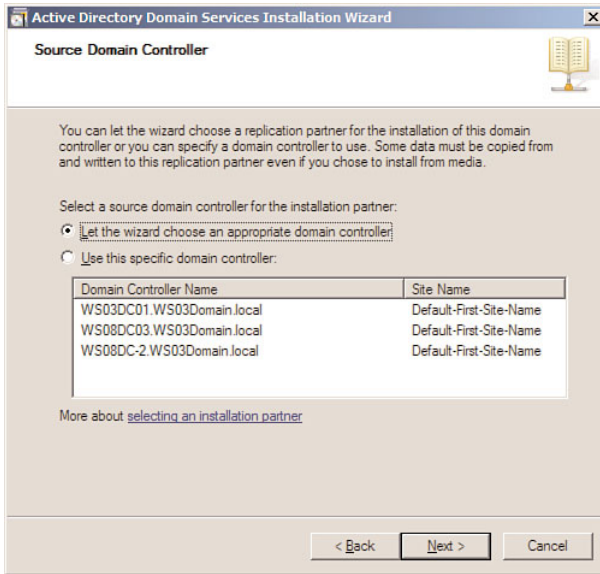 Active Directory Domain Services Installation Wizard
Source Domain Controller
You can let the wizard choose a replication partner for the installation of this domain
controller or you can specify a domain controller to use. Some data must be copied from
and written to this replication partner even if you chose to install from media.
Select a source domain controller for the installation partner:
Let the wizard choose an appropriate domain controller
Use this specific domain controller:
Domain Controller Name Site Name
WS03DC01.WS03Domain.local Default-First-Site-Name
WS08DC03.WS03Domain.local Default-First-Site-Name
WS08DC-2.WS03Domain.local Default-First-Site-Name
More about selecting an installation partner
< Back Next > Cancel